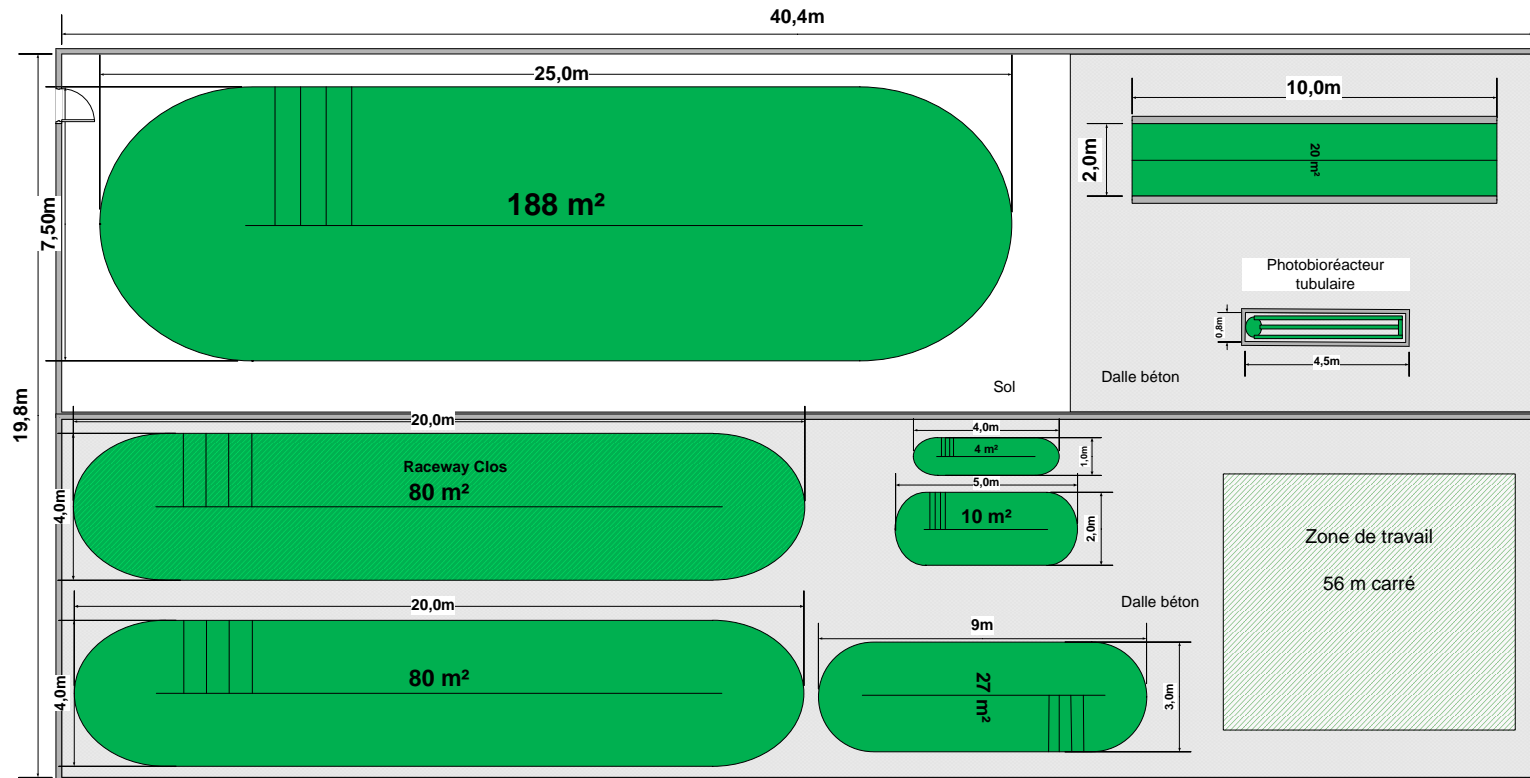 40,4m
25,0m
10,0m
2,0m
20 m²
188 m²
7,50m
Photobioréacteur
tubulaire
0,8m
4,5m
Sol
Dalle béton
19,8m
20,0m
4,0m
Raceway Clos
80 m²
4,0m
4 m²
1,0m
5,0m
10 m²
2,0m
Zone de travail
56 m carré
Dalle béton
20,0m
4,0m
80 m²
9m
27 m²
3,0m